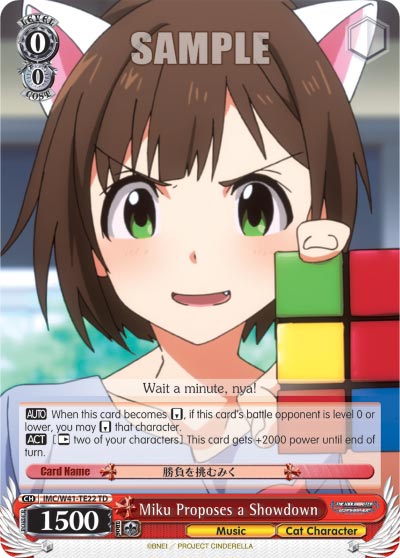 LEVEL
0
0
COST
SAMPLE
Wait a minute, nya!
AUTO When this card becomes [ ], if this card's battle opponent is level 0 or
lower, you may [ ] that character.
ACT [[ ] two of your characters] This card gets +2000 power until end of
turn.
Card Name 勝負を挑むみく
CH IMC/W41-TE22 TD
1500
Miku Proposes a Showdown
Music Cat Character
©BNEI / PROJECT CINDERELLA